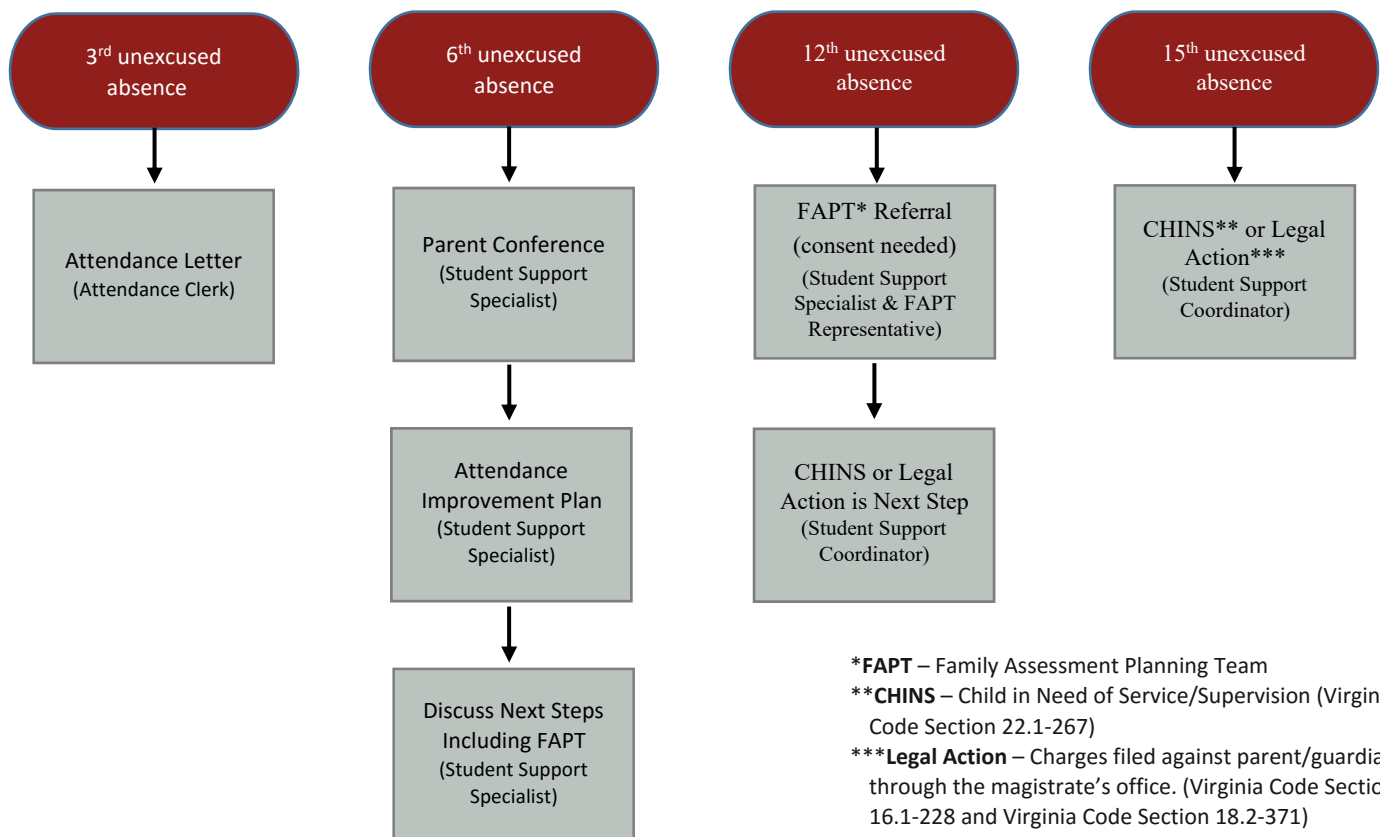 3rd unexcused
absence
Attendance Letter
(Attendance Clerk)
6th unexcused
absence
Parent Conference
(Student Support
Specialist)
Attendance
Improvement Plan
(Student Support
Specialist)
Discuss Next Steps
Including FAPT
(Student Support
Specialist)
12th unexcused
absence
FAPT* Referral
(consent needed)
(Student Support
Specialist & FAPT
Representative)
CHINS or Legal
Action is Next Step
(Student Support
Coordinator)
15th unexcused
absence
CHINS** or Legal
Action***
(Student Support
Coordinator)
*FAPT – Family Assessment Planning Team
**CHINS – Child in Need of Service/Supervision (Virgin
Code Section 22.1-267)
***Legal Action – Charges filed against parent/guardia
through the magistrate’s office. (Virginia Code Sectio
16.1-228 and Virginia Code Section 18.2-371)